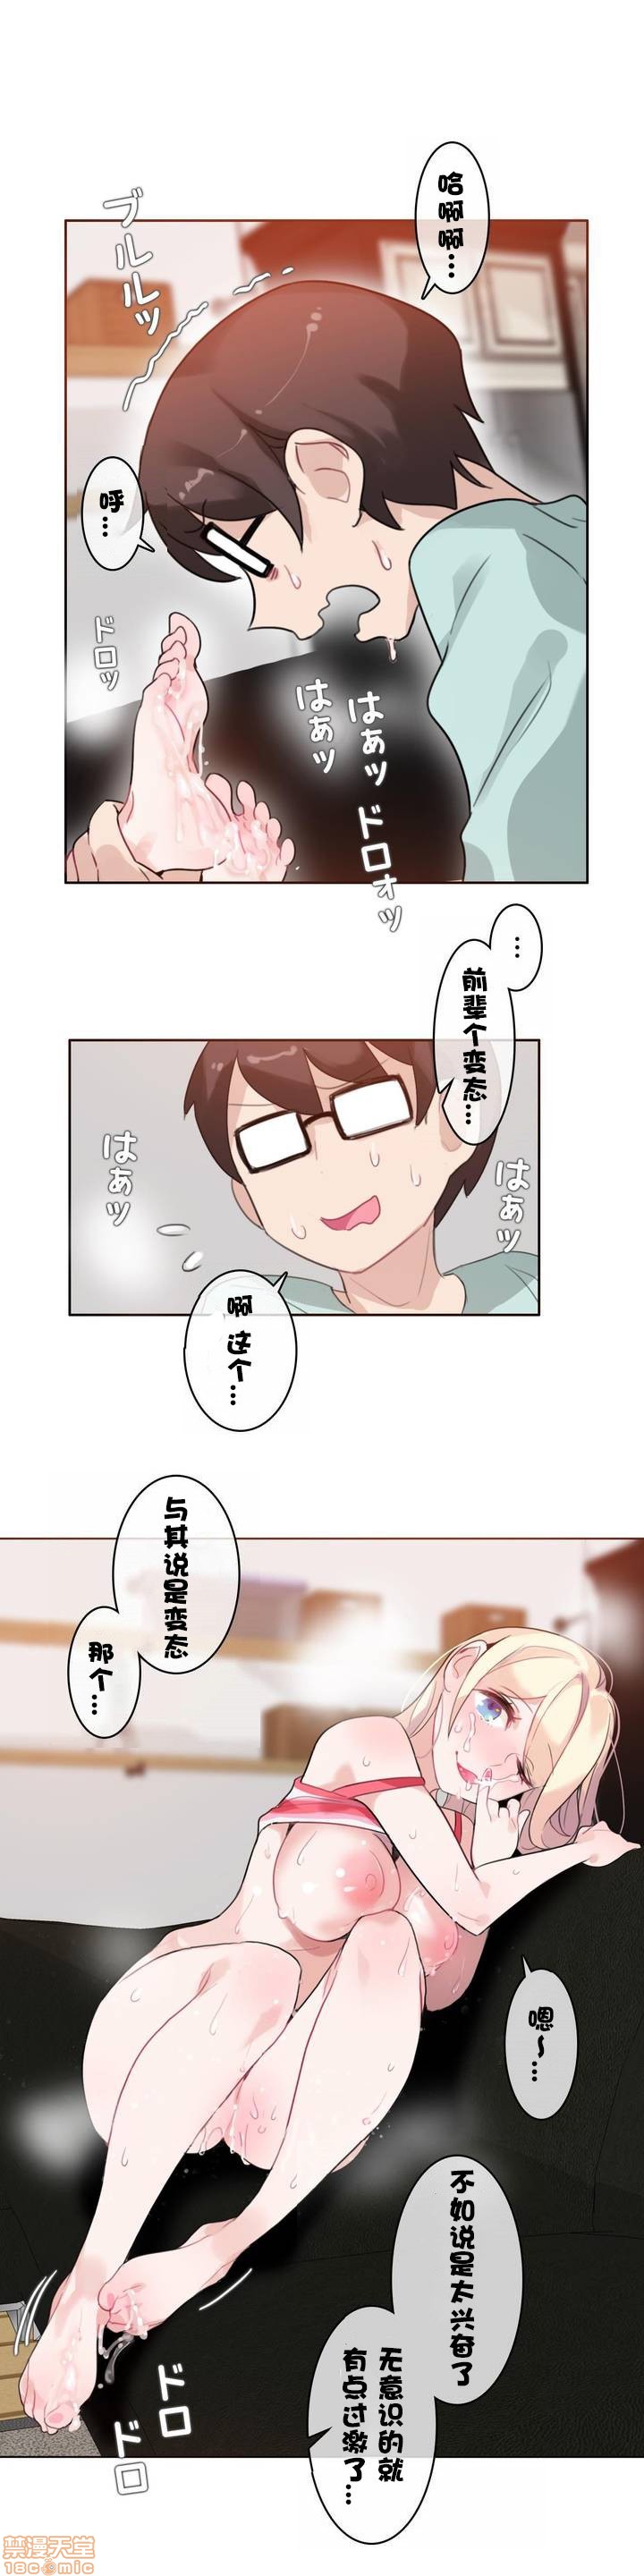 哈啊啊…
ブルルルッ
呼…
ドロッ
はぁッ
はぁッ
ドロォッ
…
前辈个变态…
はぁッ
はぁッ
啊 这个…
与其说是变态
那个…
嗯～…
不如说是太兴奋了
无意识的就
有点过激了…
ドロ
ドロ
禁漫天堂
18comic